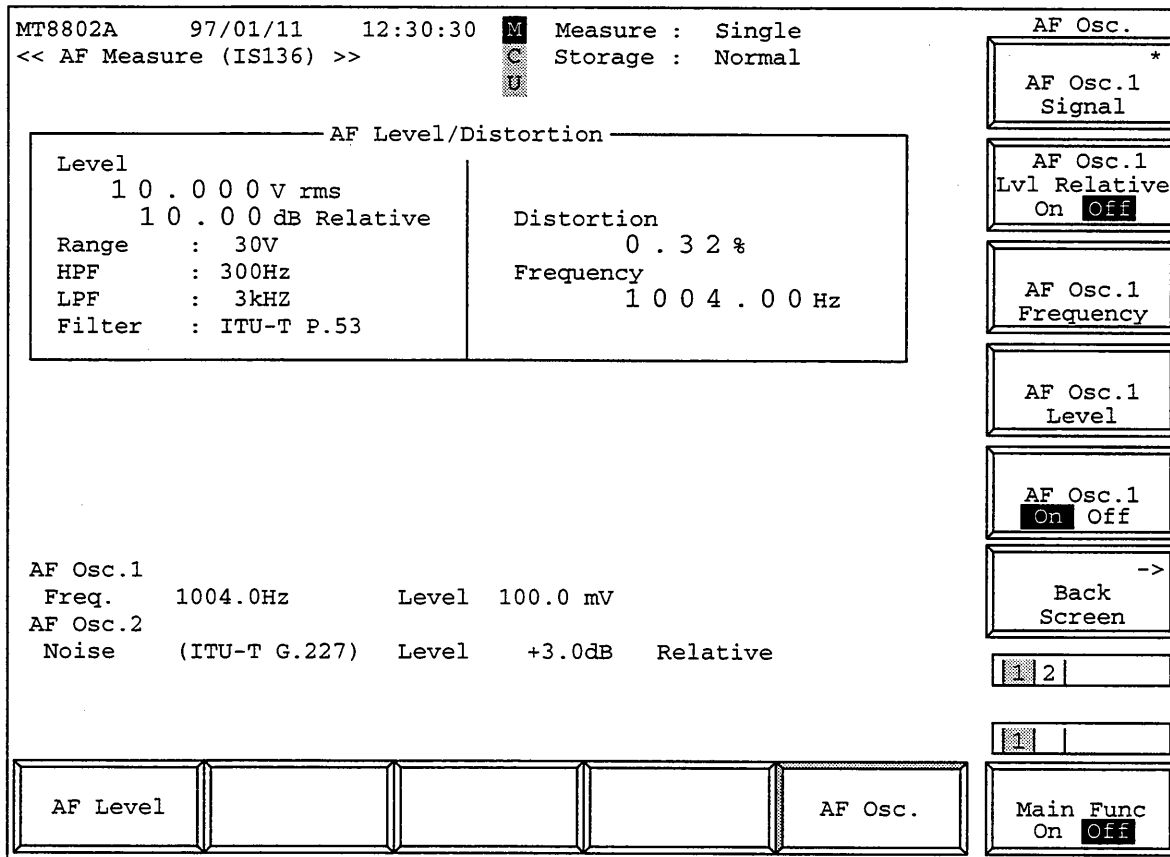 MT8802A 97/01/11 12:30:30 M Measure : Single
<< AF Measure (IS136) >> C Storage : Normal
U
AF Level/Distortion
Level
10.000V rms
10.00dB Relative
Range : 30V
HPF : 300Hz
LPF : 3kHZ
Filter : ITU-T P.53
Distortion
0.32%
Frequency
1004.00Hz
AF Osc.1
Freq. 1004.0Hz Level 100.0 mV
AF Osc.2
Noise (ITU-T G.227) Level +3.0dB Relative
AF Level
AF Osc.
AF Osc.
*
AF Osc.1
Signal
AF Osc.1
Lvl Relative
On Off
AF Osc.1
Frequency
AF Osc.1
Level
AF Osc.1
On Off
->
Back
Screen
1 2
1
Main Func
On Off